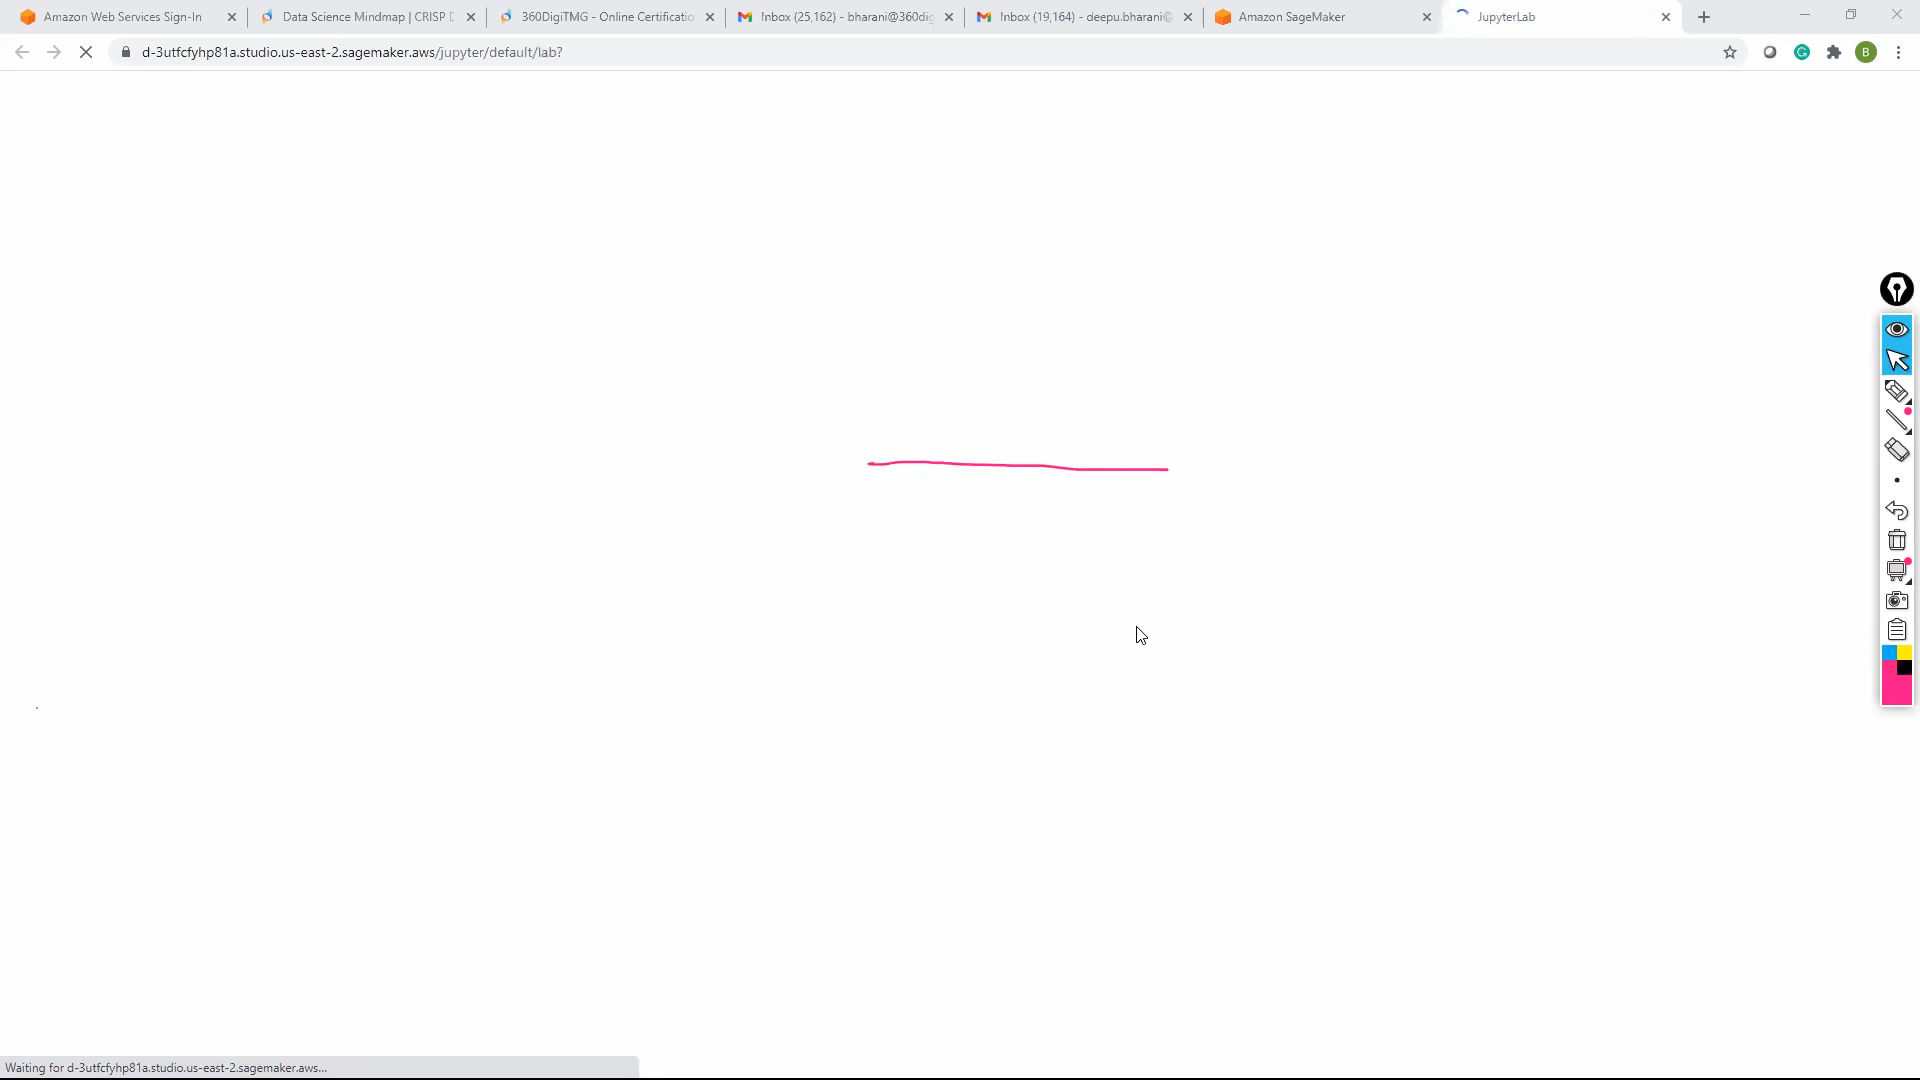 Amazon Web Services Sign-In
Data Science Mindmap | CRISP D
360DigiTMG - Online Certificatio
Inbox (25,162) - bharani@360dig
Inbox (19,164) - deepu.bharani@
Amazon SageMaker
JupyterLab
d-3utfcfyhp81a.studio.us-east-2.sagemaker.aws/jupyter/default/lab?
B
Waiting for d-3utfcfyhp81a.studio.us-east-2.sagemaker.aws...